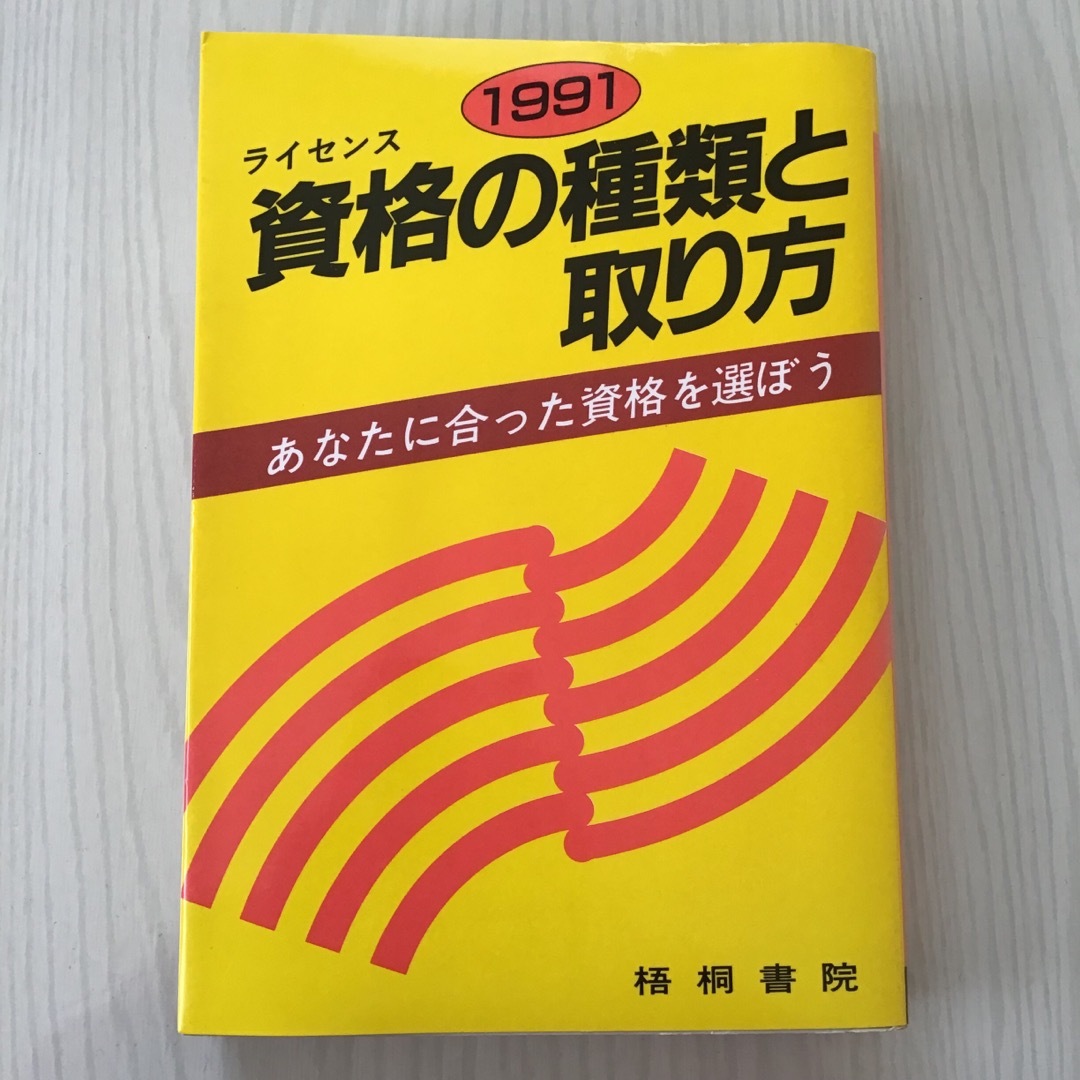 1991
ライセンス
資格の種類と
取り方
あなたに合った資格を選ぼう
梧桐書院